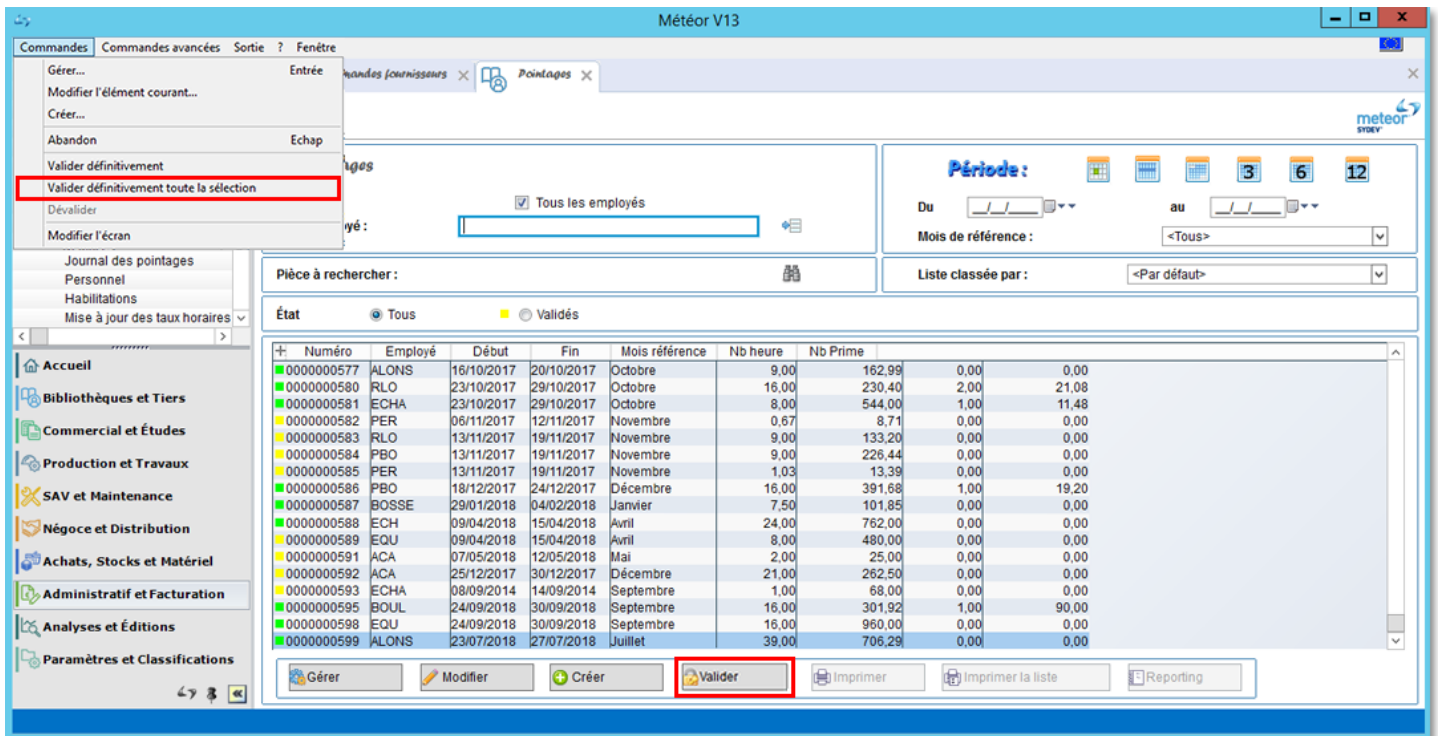 Météor V13
Commandes Commandes avancées Sortie ? Fenêtre
Gérer... Entrée
Modifier l'élément courant...
Créer...
Abandon Echap
Valider définitivement
Valider définitivement toute la sélection
Dévalider
Modifier l'écran
mandes fournisseurs
Pointages
meteor
SYDEV
ages
Tous les employés
yé :
Période :
3 6 12
Du __/__/____ au __/__/____
Mois de référence : <Tous>
Journal des pointages
Personnel
Habilitations
Mise à jour des taux horaires
Pièce à rechercher :
Liste classée par : <Par défaut>
État Tous Validés
Accueil
Bibliothèques et Tiers
Commercial et Études
Production et Travaux
SAV et Maintenance
Négoce et Distribution
Achats, Stocks et Matériel
Administratif et Facturation
Analyses et Éditions
Paramètres et Classifications
Numéro Employé Début Fin Mois référence Nb heure Nb Prime
0000000577 ALONS 16/10/2017 20/10/2017 Octobre 9,00 162,99 0,00 0,00
0000000580 RLO 23/10/2017 29/10/2017 Octobre 16,00 230,40 2,00 21,08
0000000581 ECHA 23/10/2017 29/10/2017 Octobre 8,00 544,00 1,00 11,48
0000000582 PER 06/11/2017 12/11/2017 Novembre 0,67 8,71 0,00 0,00
0000000583 RLO 13/11/2017 19/11/2017 Novembre 9,00 133,20 0,00 0,00
0000000584 PBO 13/11/2017 19/11/2017 Novembre 9,00 226,44 0,00 0,00
0000000585 PER 13/11/2017 19/11/2017 Novembre 1,03 13,39 0,00 0,00
0000000586 PBO 18/12/2017 24/12/2017 Décembre 16,00 391,68 1,00 19,20
0000000587 BOSSE 29/01/2018 04/02/2018 Janvier 7,50 101,85 0,00 0,00
0000000588 ECH 09/04/2018 15/04/2018 Avril 24,00 762,00 0,00 0,00
0000000589 EQU 09/04/2018 15/04/2018 Avril 8,00 480,00 0,00 0,00
0000000591 ACA 07/05/2018 12/05/2018 Mai 2,00 25,00 0,00 0,00
0000000592 ACA 25/12/2017 30/12/2017 Décembre 21,00 262,50 0,00 0,00
0000000593 ECHA 08/09/2014 14/09/2014 Septembre 1,00 68,00 0,00 0,00
0000000595 BOUL 24/09/2018 30/09/2018 Septembre 16,00 301,92 1,00 90,00
0000000598 EQU 24/09/2018 30/09/2018 Septembre 16,00 960,00 0,00 0,00
0000000599 ALONS 23/07/2018 27/07/2018 Juillet 39,00 706,29 0,00 0,00
Gérer Modifier Créer Valider Imprimer Imprimer la liste Reporting